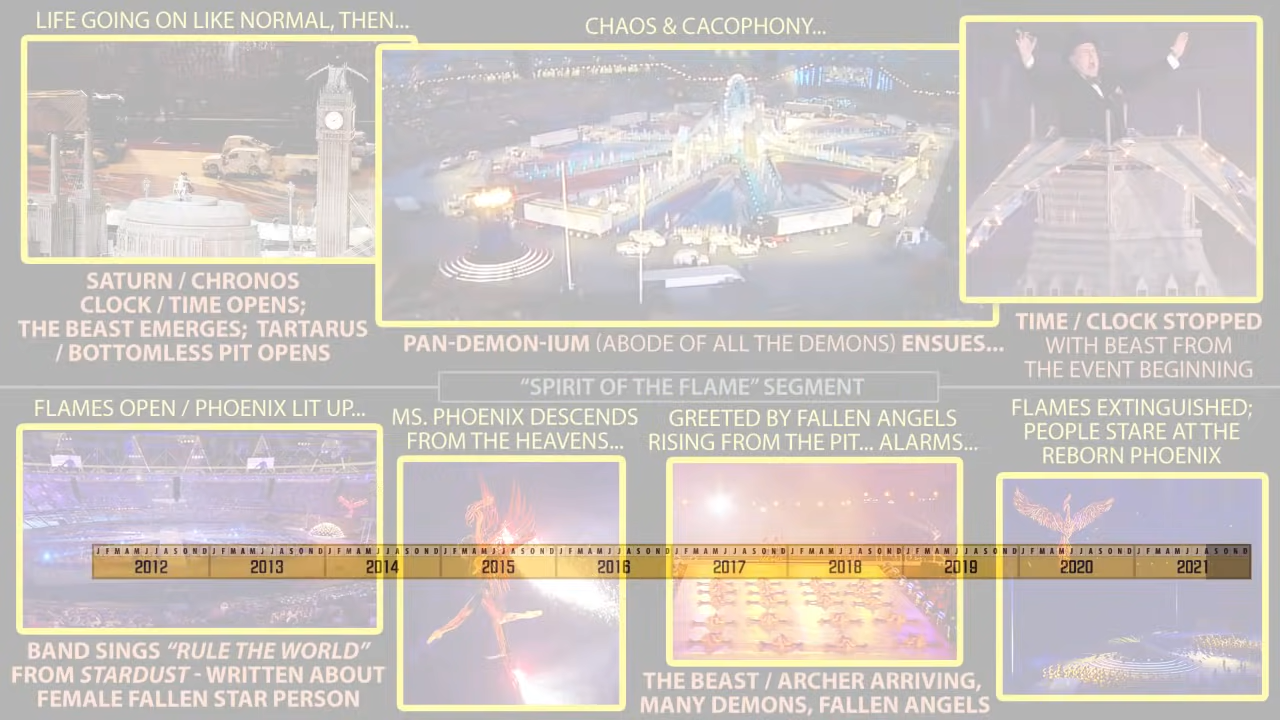 LIFE GOING ON LIKE NORMAL, THEN...
CHAOS & CACOPHONY...
SATURN / CHRONOS
CLOCK / TIME OPENS;
THE BEAST EMERGES; TARTARUS
/ BOTTOMLESS PIT OPENS
PAN-DEMON-IUM (ABODE OF ALL THE DEMONS) ENSUES...
TIME / CLOCK STOPPED
WITH BEAST FROM
THE EVENT BEGINNING
"SPIRIT OF THE FLAME" SEGMENT
FLAMES OPEN / PHOENIX LIT UP...
MS. PHOENIX DESCENDS
FROM THE HEAVENS...
GREETED BY FALLEN ANGELS
RISING FROM THE PIT... ALARMS...
FLAMES EXTINGUISHED;
PEOPLE STARE AT THE
REBORN PHOENIX
J F M A M J J A S O N D J F M A M J J A S O N D J F M A M J J A S O N D J F M A M J J A S O N D J F M A M J J A S O N D J F M A M J J A S O N D J F M A M J J A S O N D J F M A M J J A S O N D J F M A M J J A S O N D J F M A M J J A S O N D
2012 2013 2014 2015 2016 2017 2018 2019 2020 2021
BAND SINGS "RULE THE WORLD"
FROM STARDUST - WRITTEN ABOUT
FEMALE FALLEN STAR PERSON
THE BEAST / ARCHER ARRIVING,
MANY DEMONS, FALLEN ANGELS